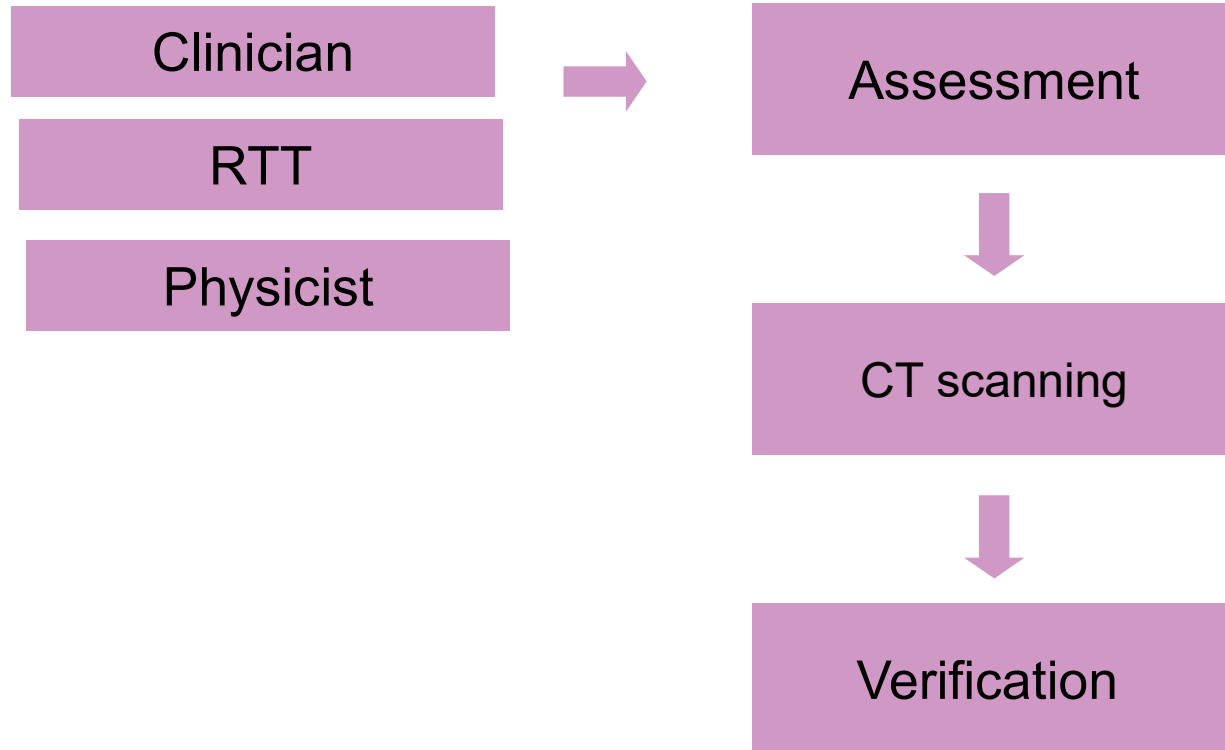 Clinician
RTT
Physicist
Assessment
CT scanning
Verification